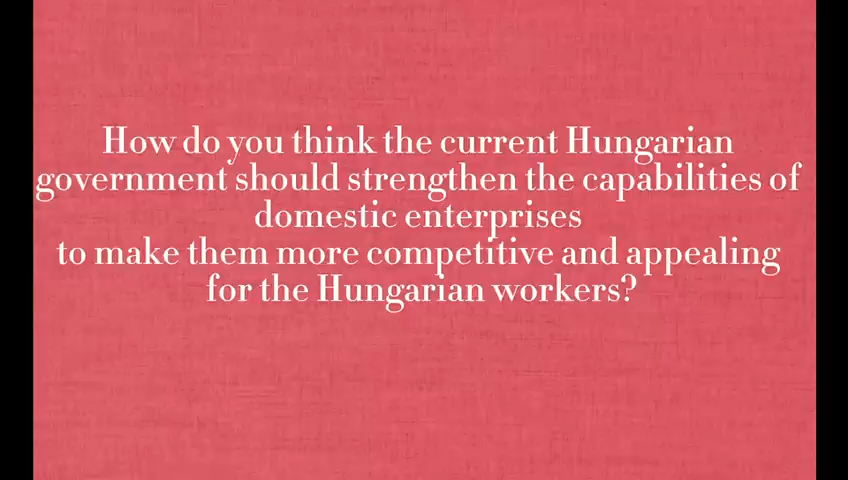 How do you think the current Hungarian
government should strengthen the capabilities of
domestic enterprises
to make them more competitive and appealing
for the Hungarian workers?